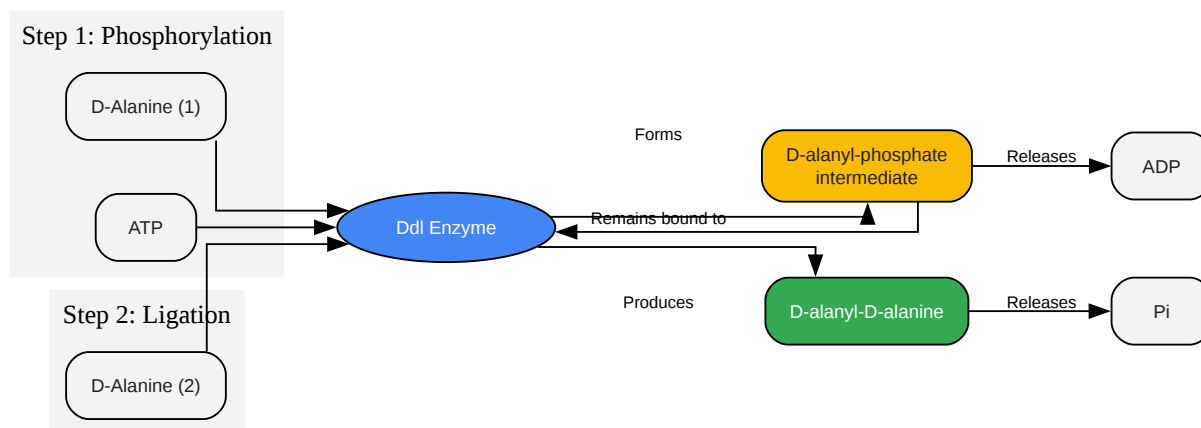 Step 1: Phosphorylation
D-Alanine (1)
ATP
Step 2: Ligation
D-Alanine (2)
Ddl Enzyme
Forms
Remains bound to
Produces
D-alanyl-phosphate
intermediate
Releases
ADP
D-alanyl-D-alanine
Releases
Pi